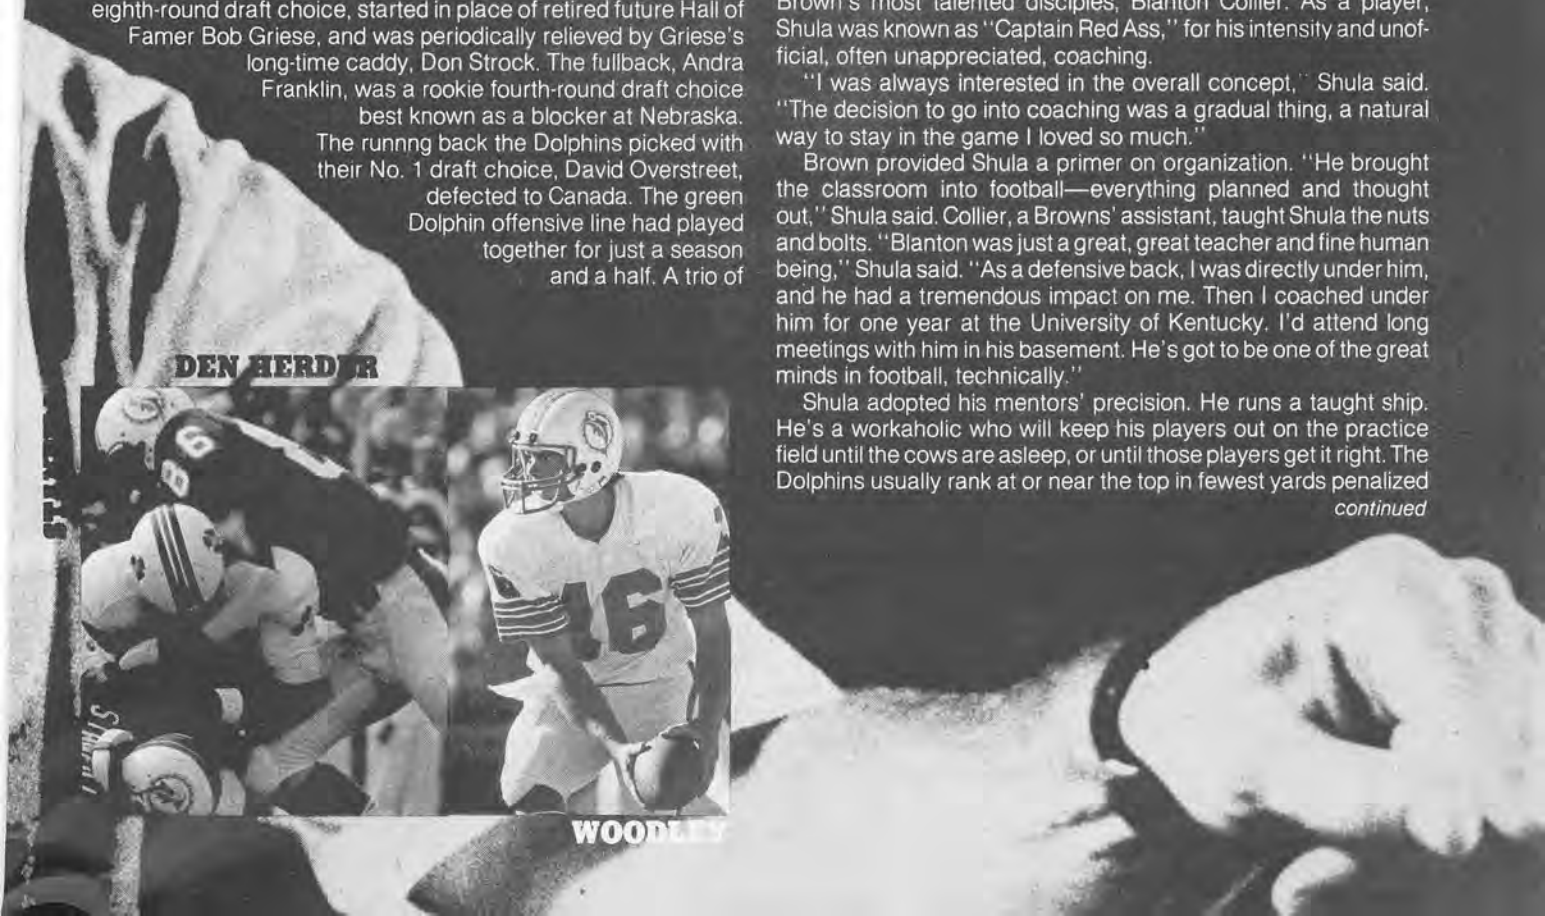 eighth-round draft choice, started in place of retired future Hall of
Famer Bob Griese, and was periodically relieved by Griese's
long-time caddy, Don Strock. The fullback, Andra
Franklin, was a rookie fourth-round draft choice
best known as a blocker at Nebraska.
The runnng back the Dolphins picked with
their No. 1 draft choice, David Overstreet,
defected to Canada. The green
Dolphin offensive line had played
together for just a season
and a half. A trio of
DEN HERDER
86
16
WOODLEY
Brown's most talented disciples, Blanton Collier. As a player,
Shula was known as "Captain Red Ass," for his intensity and unof-
ficial, often unappreciated, coaching.
"I was always interested in the overall concept," Shula said.
"The decision to go into coaching was a gradual thing, a natural
way to stay in the game I loved so much."
Brown provided Shula a primer on organization. "He brought
the classroom into football—everything planned and thought
out," Shula said. Collier, a Browns' assistant, taught Shula the nuts
and bolts. "Blanton was just a great, great teacher and fine human
being," Shula said. "As a defensive back, I was directly under him,
and he had a tremendous impact on me. Then I coached under
him for one year at the University of Kentucky. I'd attend long
meetings with him in his basement. He's got to be one of the great
minds in football, technically."
Shula adopted his mentors' precision. He runs a taught ship.
He's a workaholic who will keep his players out on the practice
field until the cows are asleep, or until those players get it right. The
Dolphins usually rank at or near the top in fewest yards penalized
continued